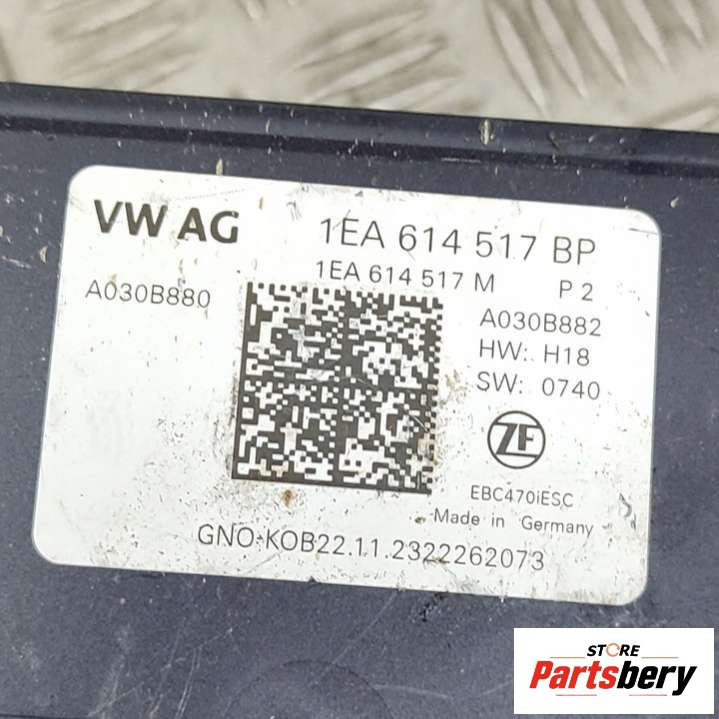 VW AG
1EA 614 517 BP
1EA 614 517 M P 2
A030B880
A030B882
HW: H18
SW: 0740
ZF
EBC470iESC
Made in Germany
GNO-KOB22.11.2322262073
STORE
Partsbery